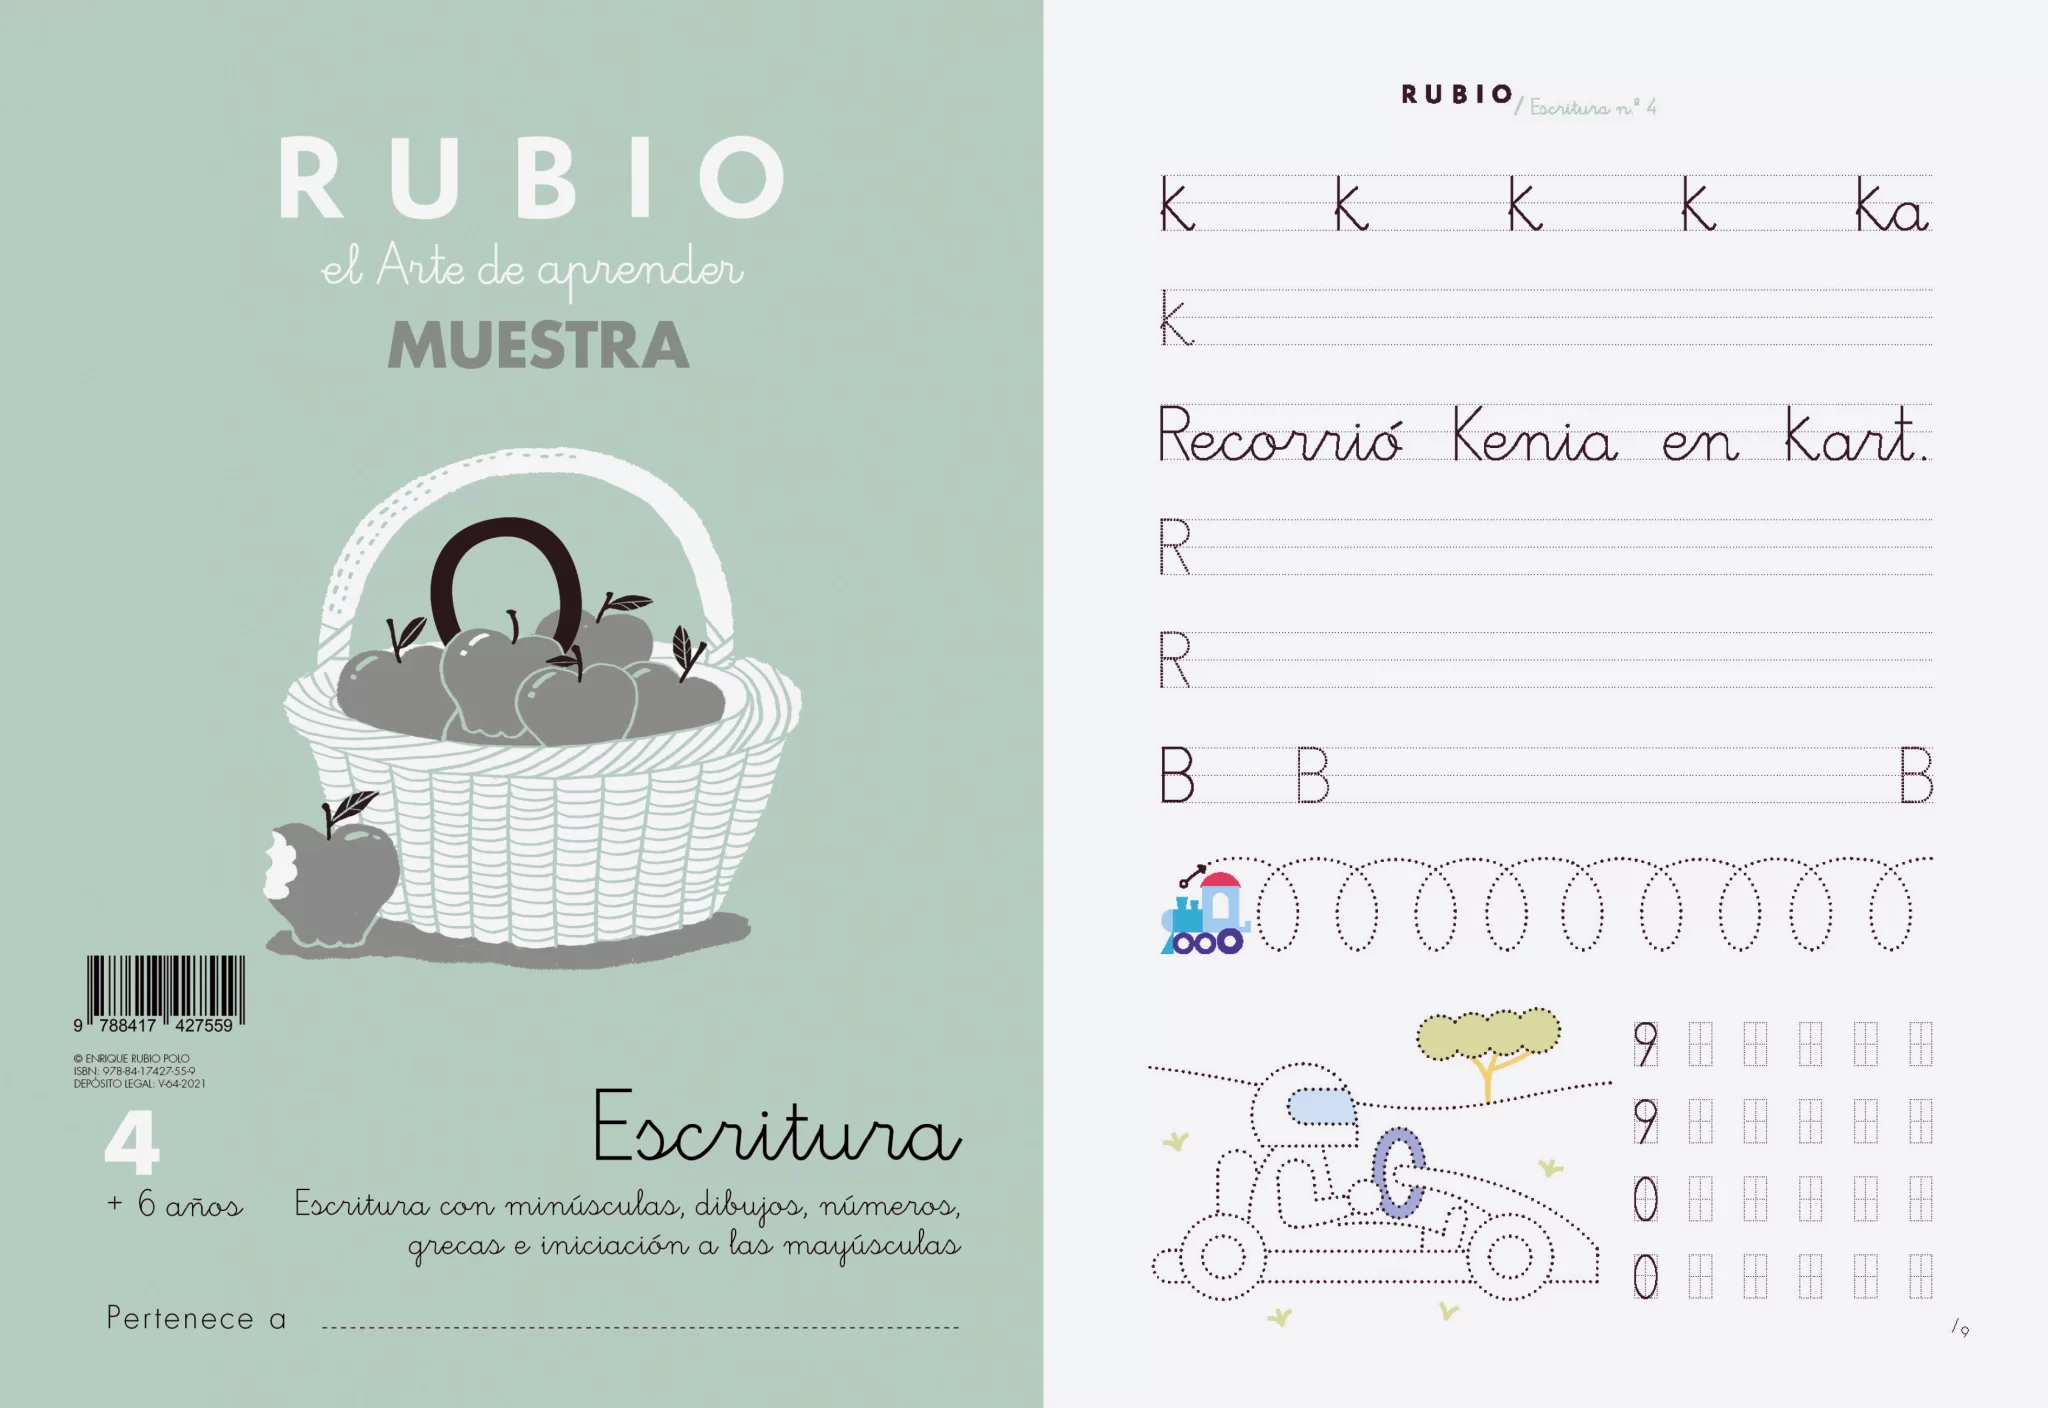 RUBIO
el Arte de aprender
MUESTRA
9 788417 427559
© ENRIQUE RUBIO POLO
ISBN: 978-84-17427-55-9
DEPÓSITO LEGAL: V-64-2021
4
+ 6 años
Escritura
Escritura con minúsculas, dibujos, números,
grecas e iniciación a las mayúsculas
Pertenece a
RUBIO / Escritura n.º 4
k k k k ka
k
Recorrió Kenia en kart.
R
R
B B B
9
9
0
0
/9